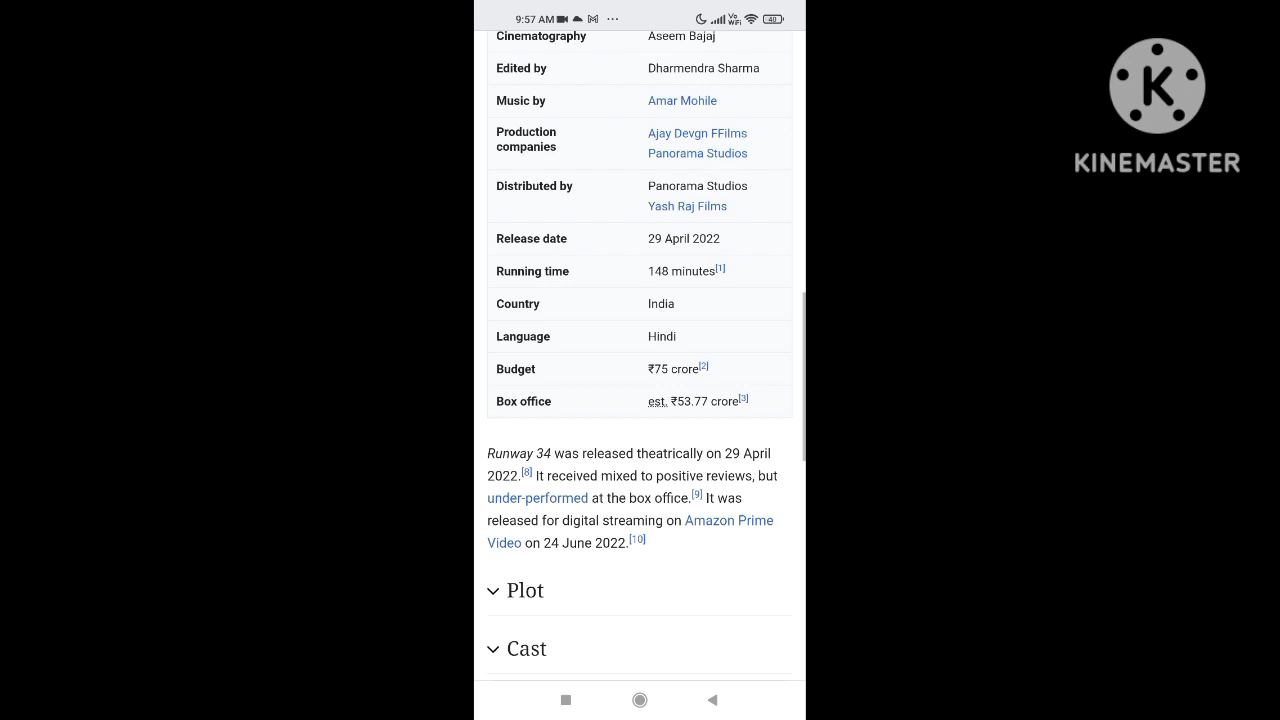 9:57 AM
Vo
WiFi
40
Cinematography Aseem Bajaj
Edited by Dharmendra Sharma
Music by Amar Mohile
Production companies Ajay Devgn FFilms
Panorama Studios
Distributed by Panorama Studios
Yash Raj Films
Release date 29 April 2022
Running time 148 minutes[1]
Country India
Language Hindi
Budget ₹75 crore[2]
Box office est. ₹53.77 crore[3]
Runway 34 was released theatrically on 29 April
2022.[8] It received mixed to positive reviews, but
under-performed at the box office.[9] It was
released for digital streaming on Amazon Prime
Video on 24 June 2022.[10]
Plot
Cast
K
KINEMASTER